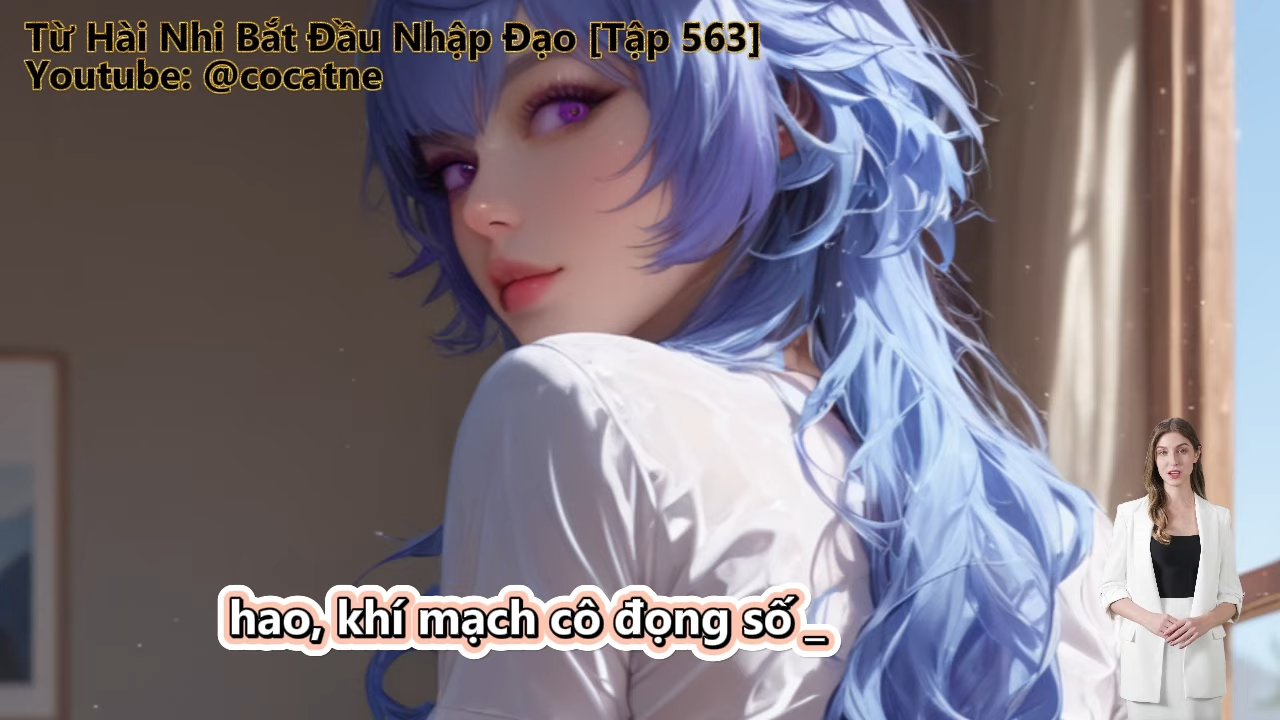 Từ Hài Nhi Bắt Đầu Nhập Đạo [Tập 563]
Youtube: @cocatne
hao, khí mạch cô đọng số _